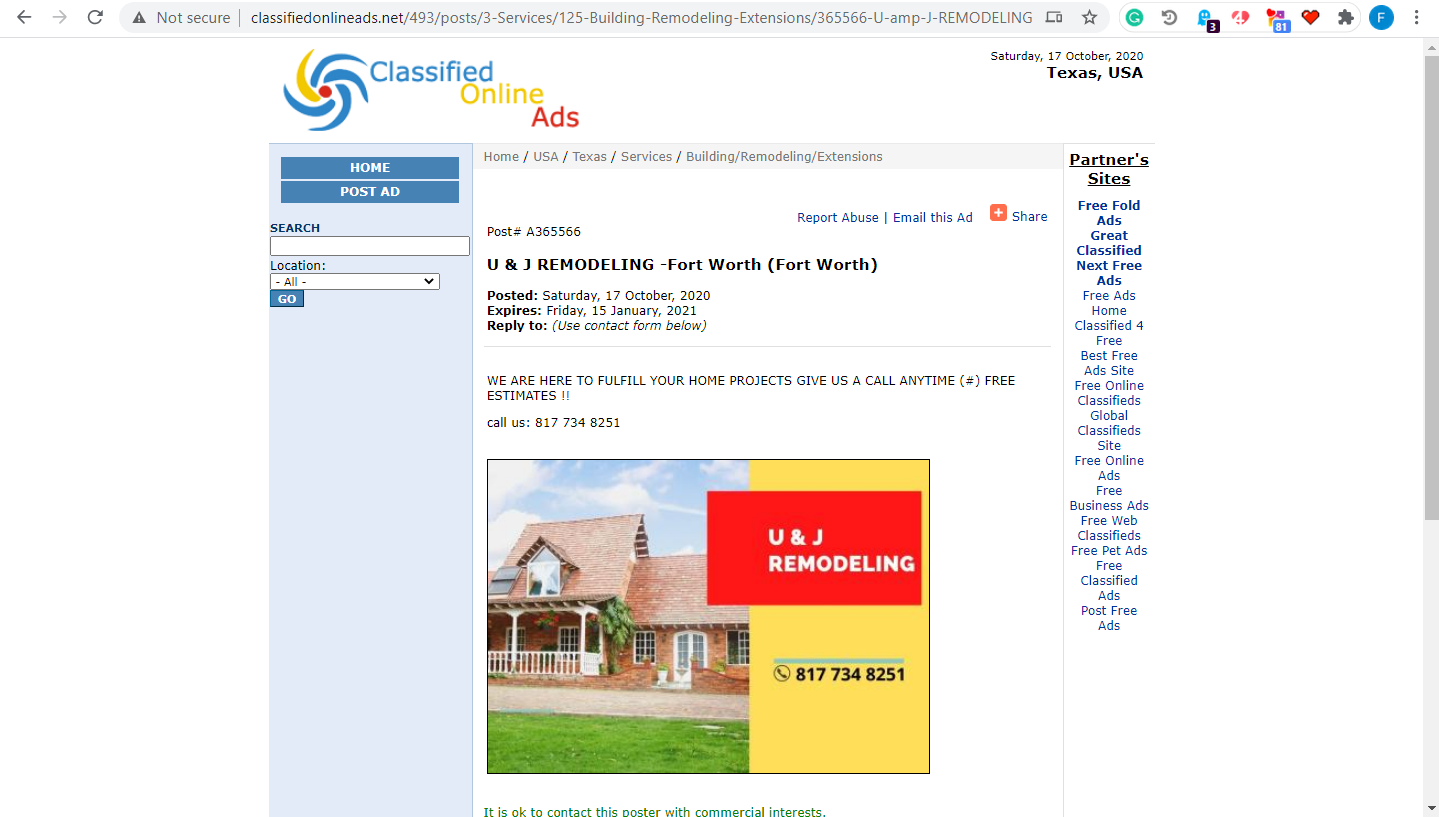 Not secure
classifiedonlineads.net/493/posts/3-Services/125-Building-Remodeling-Extensions/365566-U-amp-J-REMODELING
3
81
F
Classified
Online
Ads
Saturday, 17 October, 2020
Texas, USA
HOME
POST AD
SEARCH
Location:
- All -
GO
Home / USA / Texas / Services / Building/Remodeling/Extensions
Report Abuse | Email this Ad
Share
Post# A365566
U & J REMODELING -Fort Worth (Fort Worth)
Posted: Saturday, 17 October, 2020
Expires: Friday, 15 January, 2021
Reply to: (Use contact form below)
WE ARE HERE TO FULFILL YOUR HOME PROJECTS GIVE US A CALL ANYTIME (#) FREE
ESTIMATES !!
call us: 817 734 8251
U & J
REMODELING
817 734 8251
It is ok to contact this poster with commercial interests.
Partner's
Sites
Free Fold
Ads
Great
Classified
Next Free
Ads
Free Ads
Home
Classified 4
Free
Best Free
Ads Site
Free Online
Classifieds
Global
Classifieds
Site
Free Online
Ads
Free
Business Ads
Free Web
Classifieds
Free Pet Ads
Free
Classified
Ads
Post Free
Ads